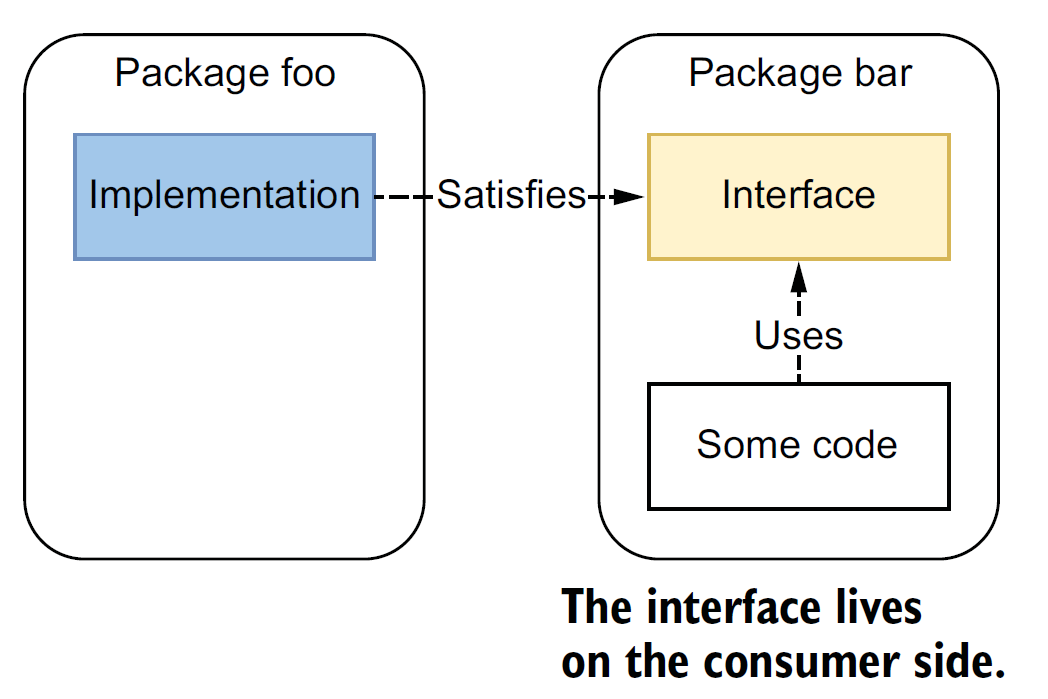 Package foo
Package bar
Implementation
Satisfies
Interface
Uses
Some code
The interface lives
on the consumer side.